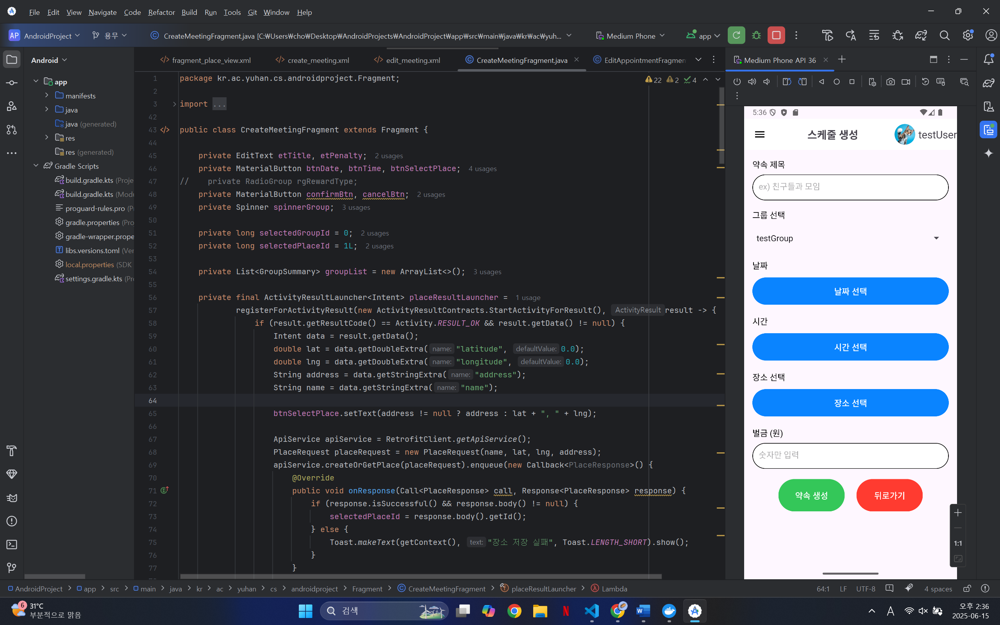 File Edit View Navigate Code Refactor Build Run Tools Git Window Help
AP AndroidProject 용무 CreateMeetingFragment.java [C:₩Users₩cho₩Desktop₩AndroidProjects₩AndroidProject₩app₩src₩main₩java₩kr₩ac₩yuh... Medium Phone app
Android
app
manifests
java
java (generated)
res
res (generated)
Gradle Scripts
build.gradle.kts (Proje
build.gradle.kts (Modu
proguard-rules.pro (Pr
gradle.properties (Proj
gradle-wrapper.prope
libs.versions.toml (Ver
local.properties (SDK
settings.gradle.kts (Pro
fragment_place_view.xml create_meeting.xml edit_meeting.xml CreateMeetingFragment.java EditAppointmentFragmen
22 2 4
1 package kr.ac.yuhan.cs.androidproject.Fragment;
2
3 import ...
42
43 public class CreateMeetingFragment extends Fragment {
44
45 private EditText etTitle, etPenalty; 2 usages
46 private MaterialButton btnDate, btnTime, btnSelectPlace; 4 usages
47 // private RadioGroup rgRewardType;
48 private MaterialButton confirmBtn, cancelBtn; 2 usages
49 private Spinner spinnerGroup; 3 usages
50
51 private long selectedGroupId = 0; 2 usages
52 private long selectedPlaceId = 1L; 2 usages
53
54 private List<GroupSummary> groupList = new ArrayList<>(); 3 usages
55
56 private final ActivityResultLauncher<Intent> placeResultLauncher = 1 usage
57 registerForActivityResult(new ActivityResultContracts.StartActivityForResult(), ActivityResult result -> {
58 if (result.getResultCode() == Activity.RESULT_OK && result.getData() != null) {
59 Intent data = result.getData();
60 double lat = data.getDoubleExtra( name: "latitude", defaultValue: 0.0);
61 double lng = data.getDoubleExtra( name: "longitude", defaultValue: 0.0);
62 String address = data.getStringExtra( name: "address");
63 String name = data.getStringExtra( name: "name");
64
65 btnSelectPlace.setText(address != null ? address : lat + ", " + lng);
66
67 ApiService apiService = RetrofitClient.getApiService();
68 PlaceRequest placeRequest = new PlaceRequest(name, lat, lng, address);
69 apiService.createOrGetPlace(placeRequest).enqueue(new Callback<PlaceResponse>() {
70 @Override
71 public void onResponse(Call<PlaceResponse> call, Response<PlaceResponse> response) {
72 if (response.isSuccessful() && response.body() != null) {
73 selectedPlaceId = response.body().getId();
74 } else {
75 Toast.makeText(getContext(), text: "장소 저장 실패", Toast.LENGTH_SHORT).show();
76 }
77 }
Medium Phone API 36
5:36
스케줄 생성 testUser
약속 제목
ex) 친구들과 모임
그룹 선택
testGroup
날짜
날짜 선택
시간
시간 선택
장소 선택
장소 선택
벌금 (원)
숫자만 입력
약속 생성 뒤로가기
1:1
AndroidProject > app > src > main > java > kr > ac > yuhan > cs > androidproject > Fragment > CreateMeetingFragment > placeResultLauncher > Lambda
64:1 LF UTF-8 4 spaces
6 31°C
부분적으로 맑음
검색
A
오후 2:36
2025-06-15